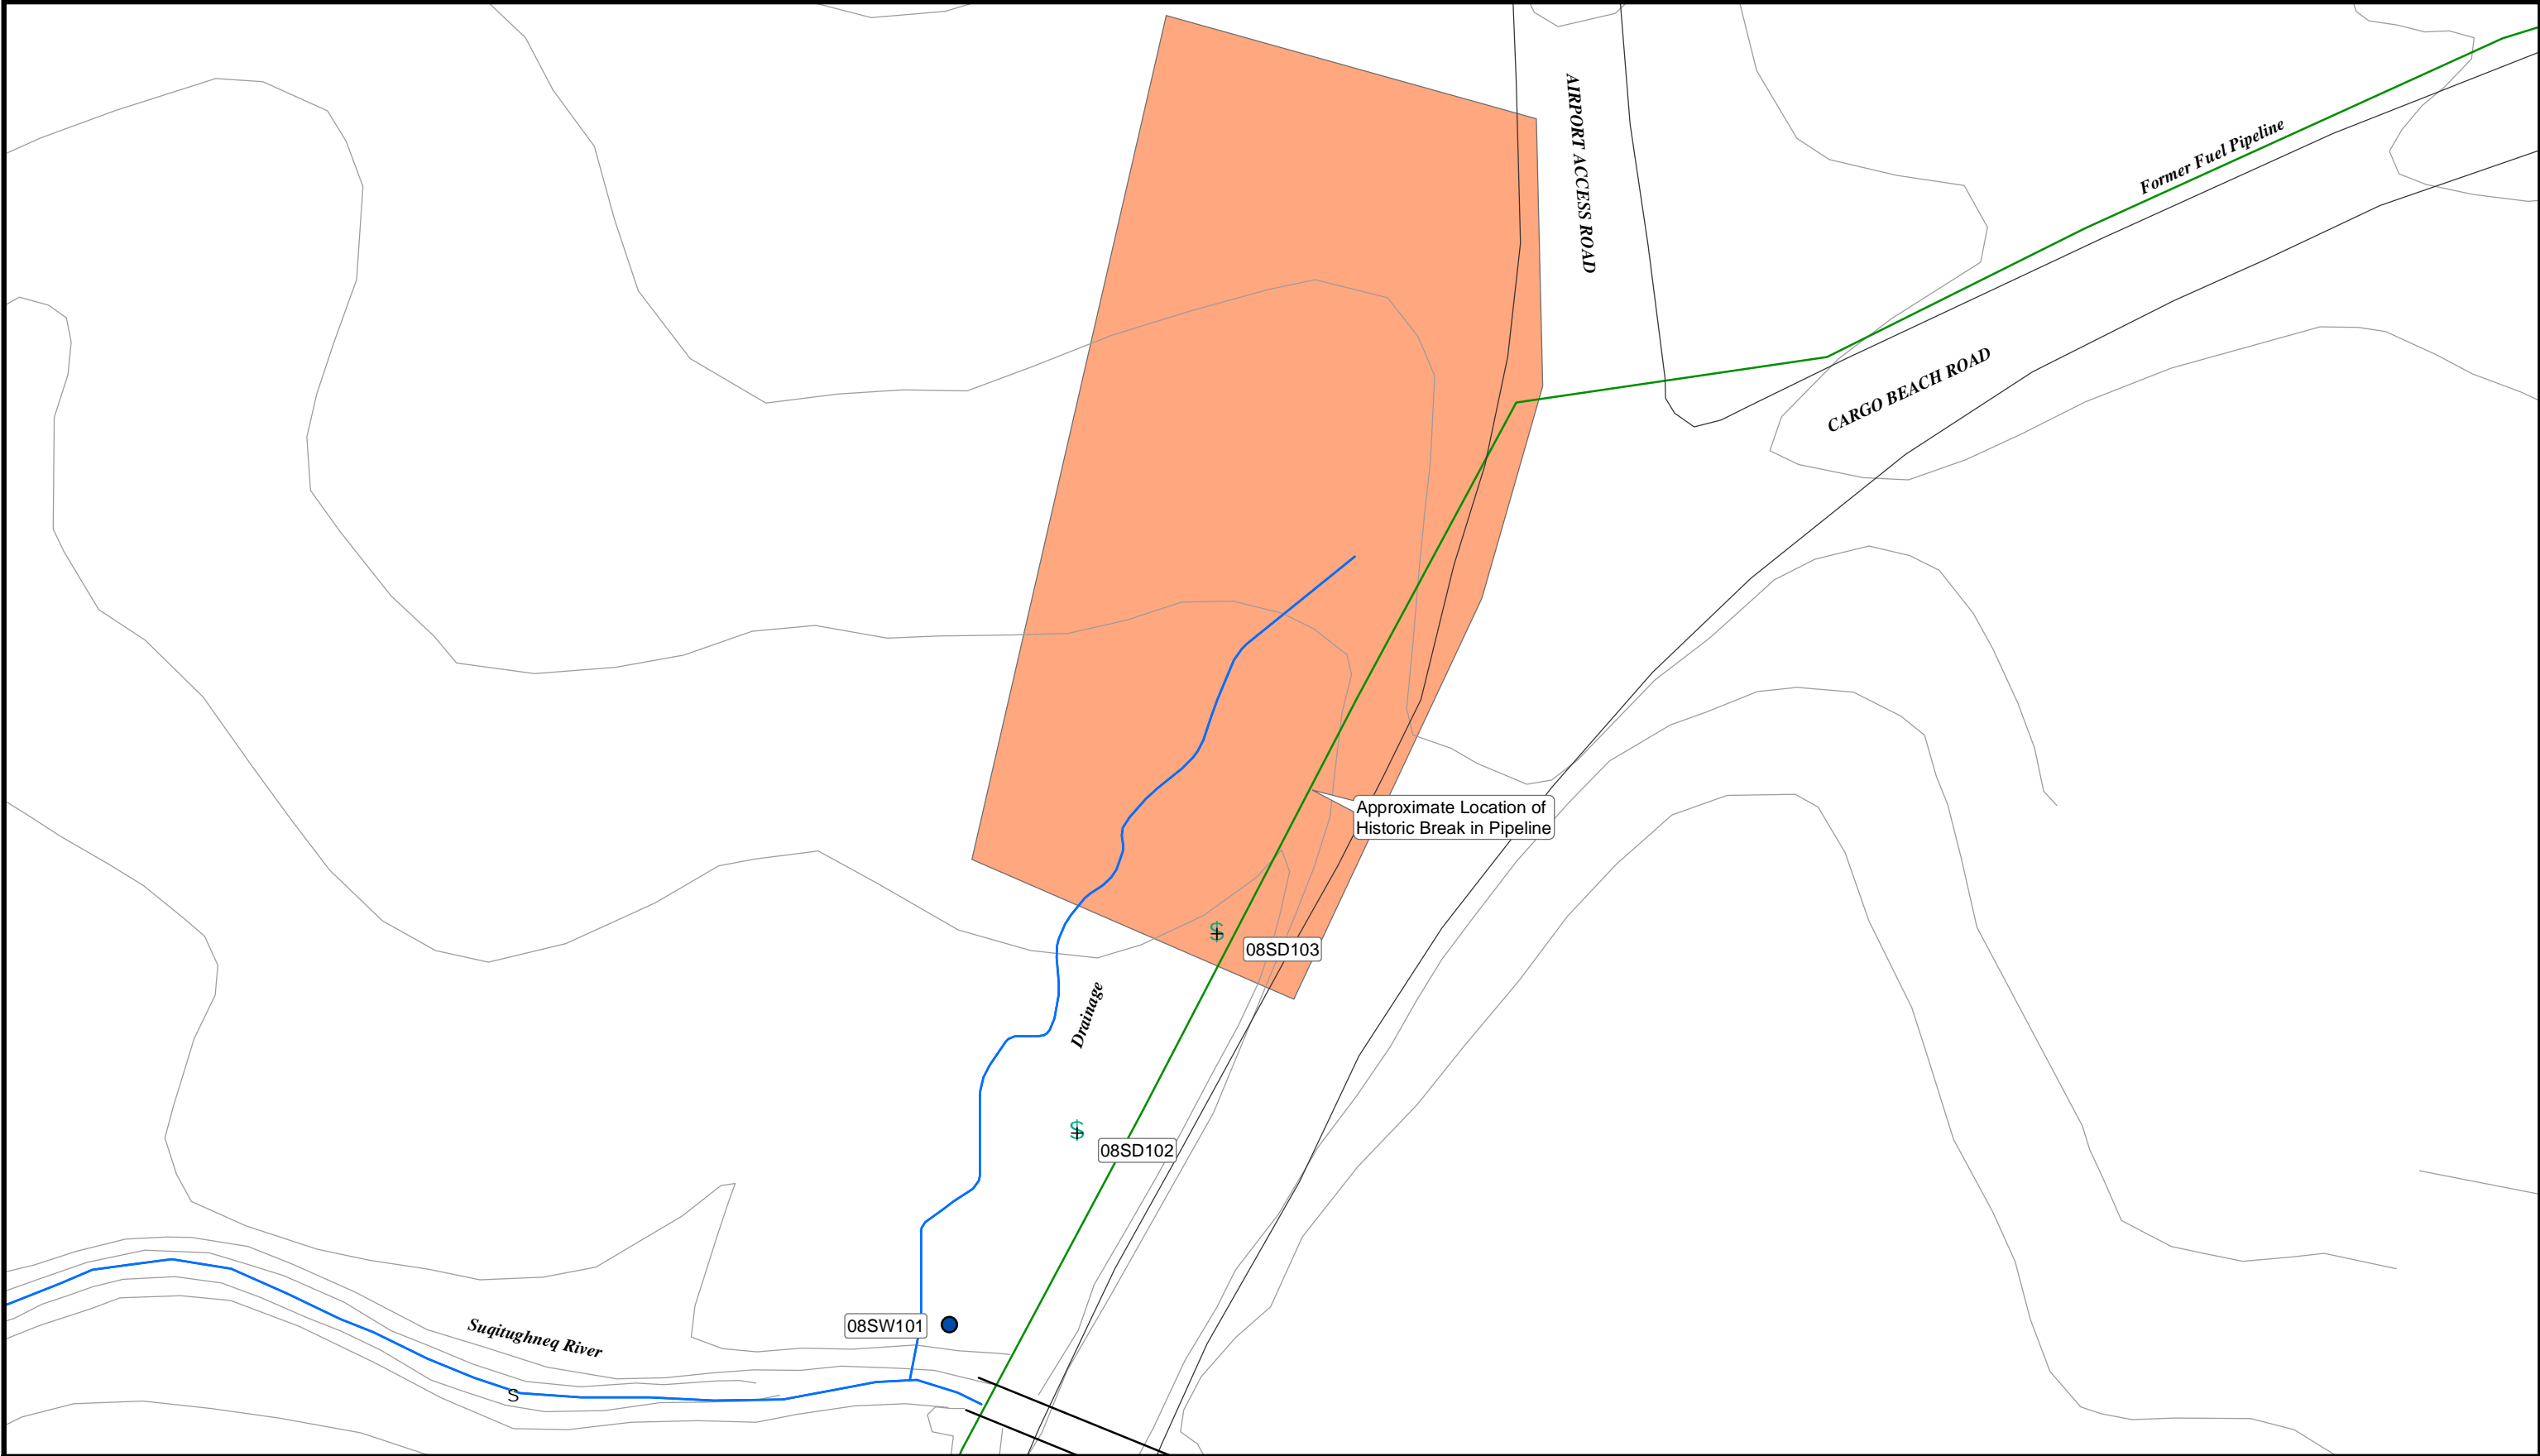 AIRPORT ACCESS ROAD
Former Fuel Pipeline
CARGO BEACH ROAD
Approximate Location of
Historic Break in Pipeline
$
08SD103
Drainage
$
08SD102
08SW101
Suqitughneq River
S